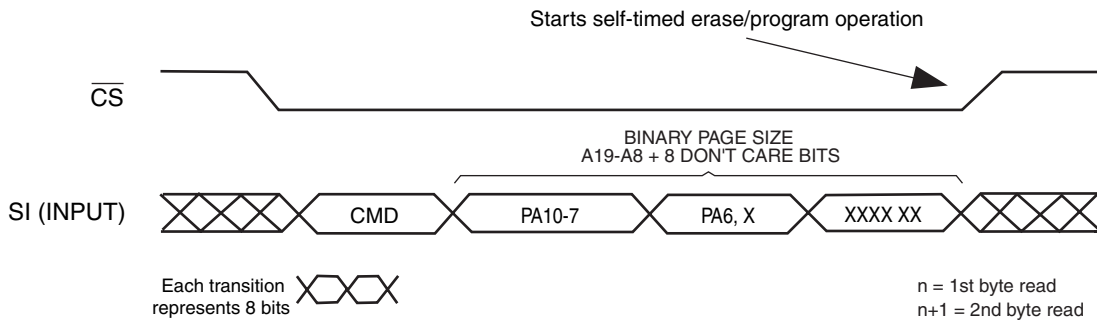 Starts self-timed erase/program operation
CS
BINARY PAGE SIZE
A19-A8 + 8 DON'T CARE BITS
SI (INPUT)
CMD
PA10-7
PA6, X
XXXX XX
Each transition
represents 8 bits
n = 1st byte read
n+1 = 2nd byte read